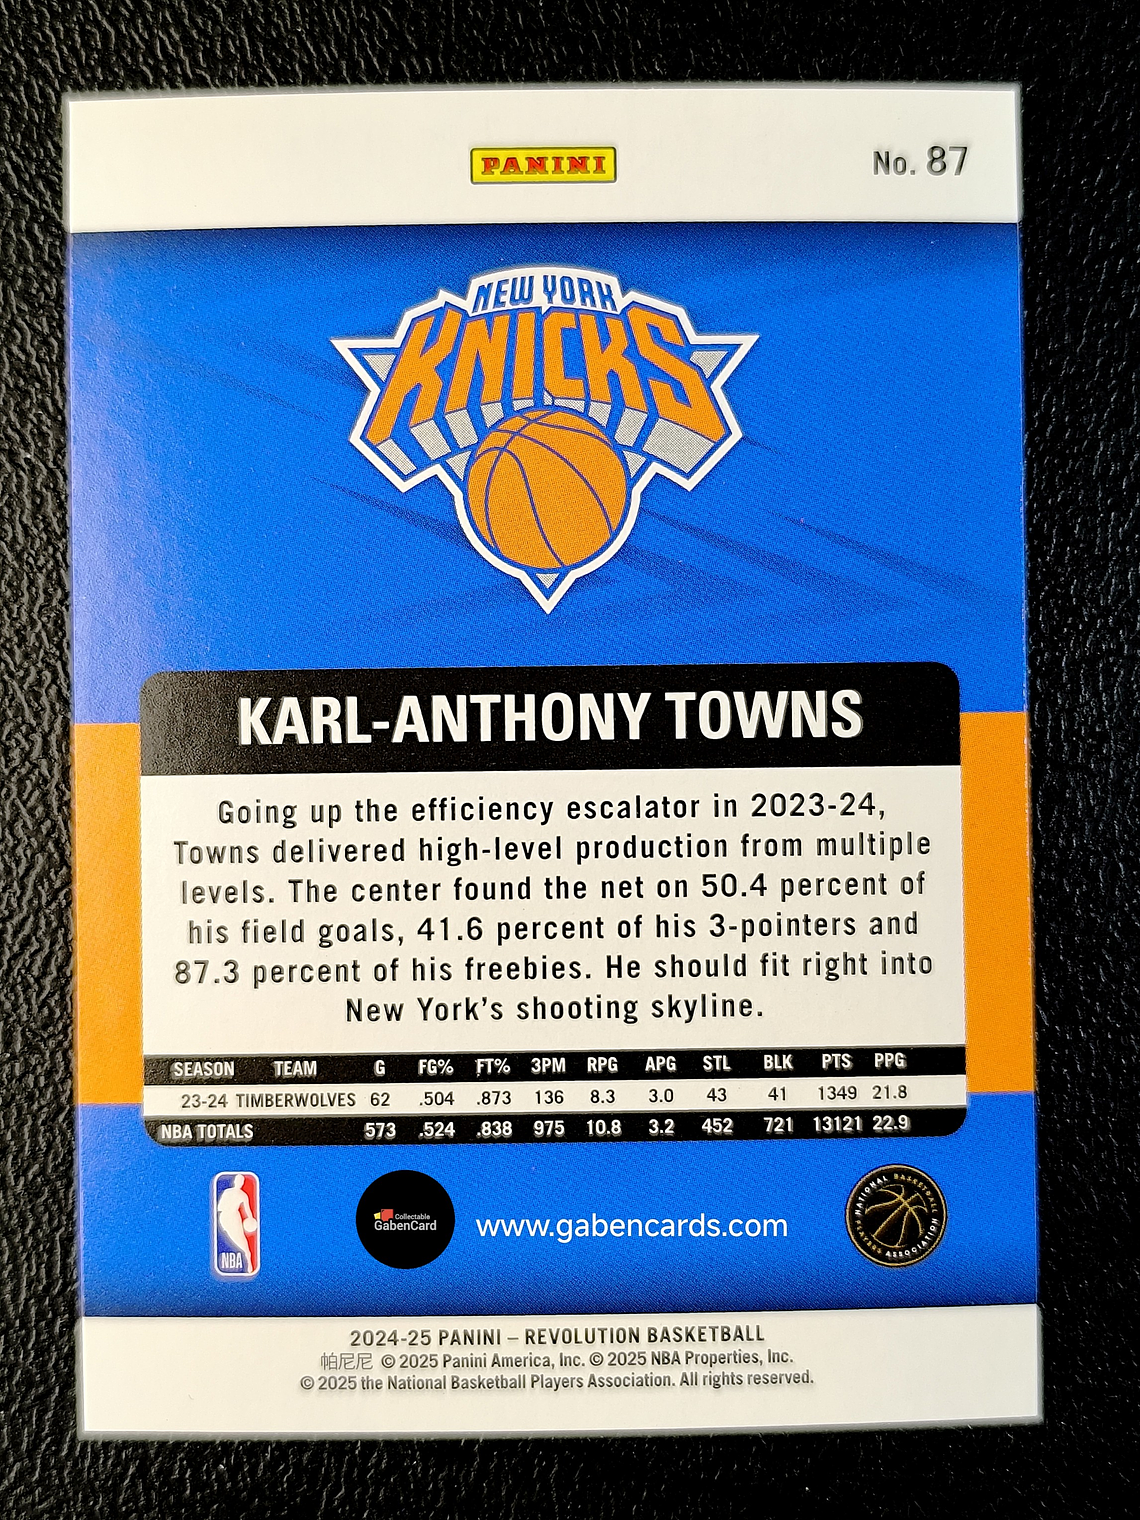 PANINI
No. 87
NEW YORK
KNICKS
KARL-ANTHONY TOWNS
Going up the efficiency escalator in 2023-24,
Towns delivered high-level production from multiple
levels. The center found the net on 50.4 percent of
his field goals, 41.6 percent of his 3-pointers and
87.3 percent of his freebies. He should fit right into
New York's shooting skyline.
SEASON TEAM G FG% FT% 3PM RPG APG STL BLK PTS PPG
23-24 TIMBERWOLVES 62 .504 .873 136 8.3 3.0 43 41 1349 21.8
NBA TOTALS 573 .524 .838 975 10.8 3.2 452 721 13121 22.9
NBA
Collectable
GabenCard
www.gabencards.com
NATIONAL BASKETBALL PLAYERS ASSOCIATION
2024-25 PANINI – REVOLUTION BASKETBALL
帕尼尼 © 2025 Panini America, Inc. © 2025 NBA Properties, Inc.
© 2025 the National Basketball Players Association. All rights reserved.